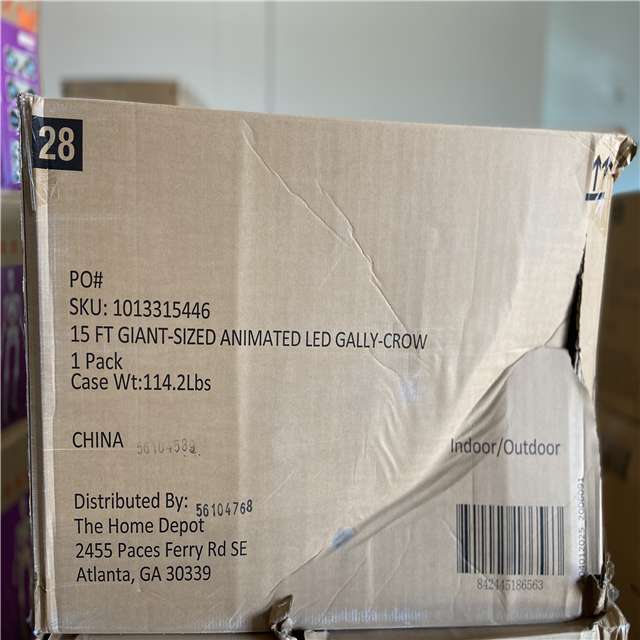 28
PO#
SKU: 1013315446
15 FT GIANT-SIZED ANIMATED LED GALLY-CROW
1 Pack
Case Wt:114.2Lbs
CHINA
Indoor/Outdoor
Distributed By: 56104768
The Home Depot
2455 Paces Ferry Rd SE
Atlanta, GA 30339
842445186563